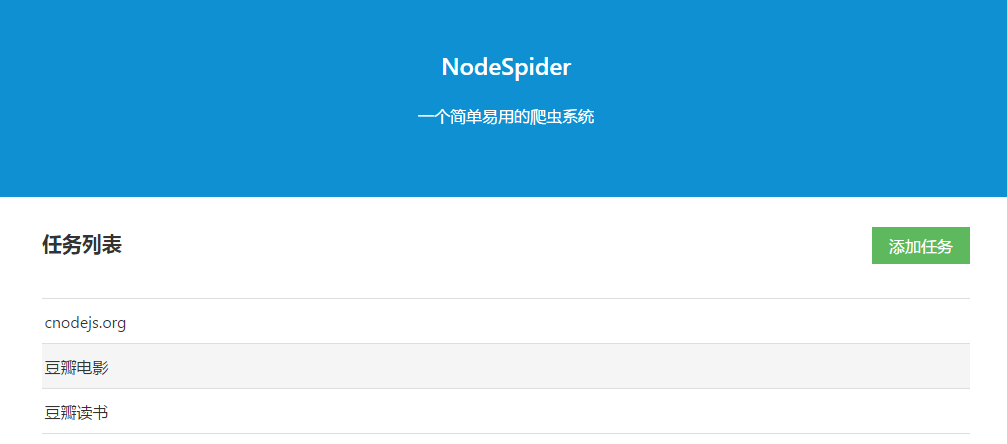 NodeSpider
一个简单易用的爬虫系统
任务列表
添加任务
cnodejs.org
豆瓣电影
豆瓣读书